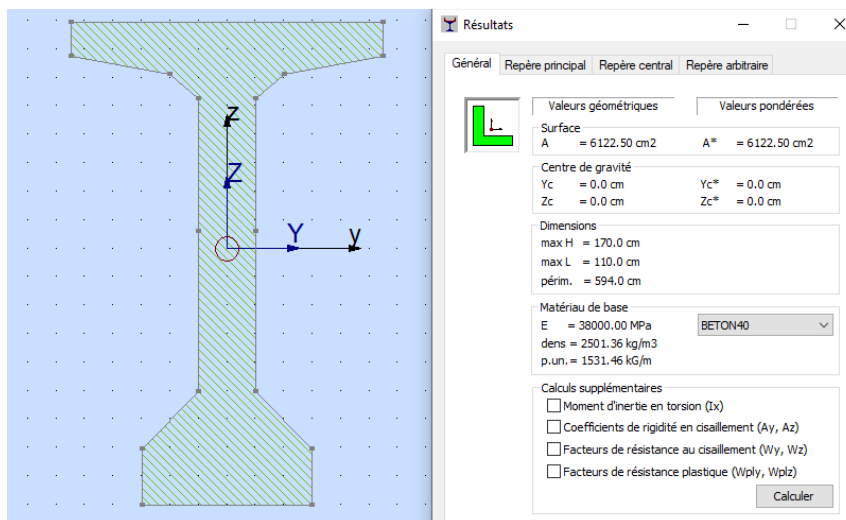 z
Z
Y
y
Résultats
Général Repère principal Repère central Repère arbitraire
Valeurs géométriques Valeurs pondérées
Surface
A = 6122.50 cm2 A* = 6122.50 cm2
Centre de gravité
Yc = 0.0 cm Yc* = 0.0 cm
Zc = 0.0 cm Zc* = 0.0 cm
Dimensions
max H = 170.0 cm
max L = 110.0 cm
périm. = 594.0 cm
Matériau de base
E = 38000.00 MPa BETON40
dens = 2501.36 kg/m3
p.un. = 1531.46 kG/m
Calculs supplémentaires
Moment d'inertie en torsion (Ix)
Coefficients de rigidité en cisaillement (Ay, Az)
Facteurs de résistance au cisaillement (Wy, Wz)
Facteurs de résistance plastique (Wply, Wplz)
Calculer